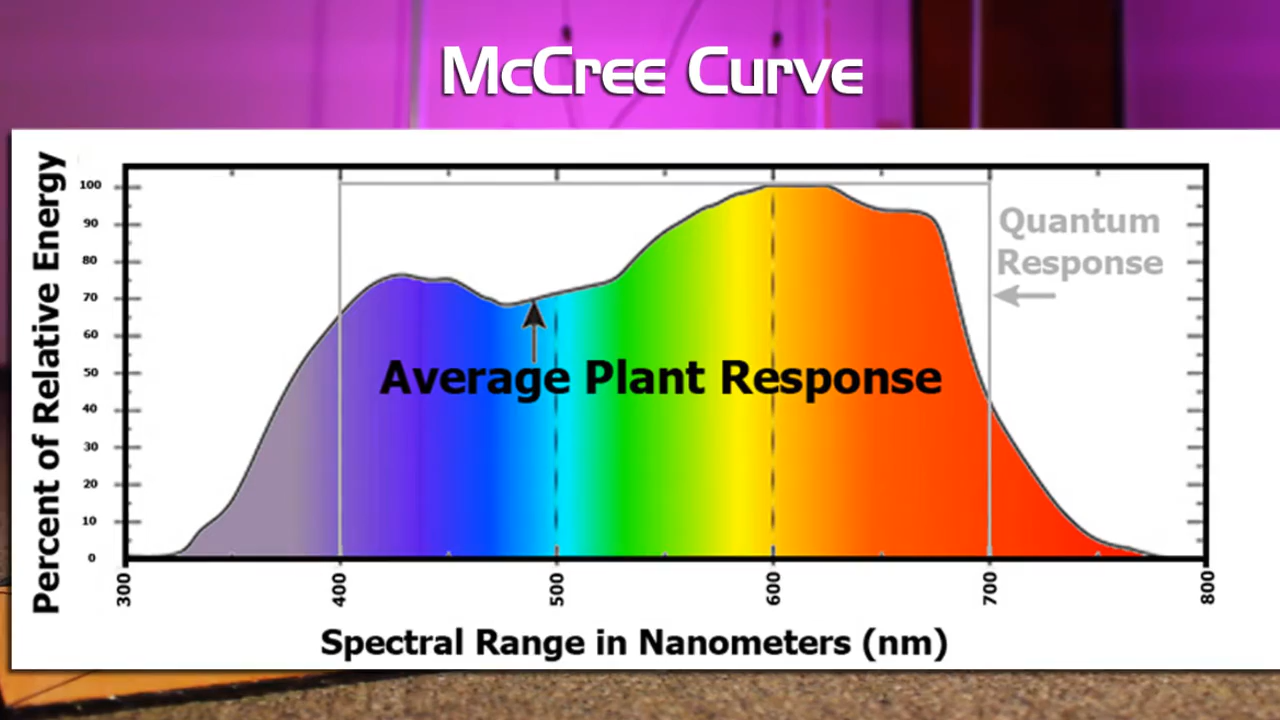 McCree Curve
Percent of Relative Energy
100
90
80
70
60
50
40
30
20
10
0
Quantum
Response
Average Plant Response
300
400
500
600
700
800
Spectral Range in Nanometers (nm)